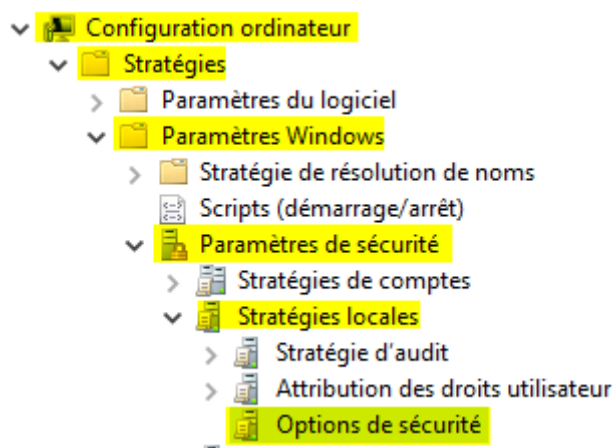 Configuration ordinateur
Stratégies
Paramètres du logiciel
Paramètres Windows
Stratégie de résolution de noms
Scripts (démarrage/arrêt)
Paramètres de sécurité
Stratégies de comptes
Stratégies locales
Stratégie d'audit
Attribution des droits utilisateur
Options de sécurité